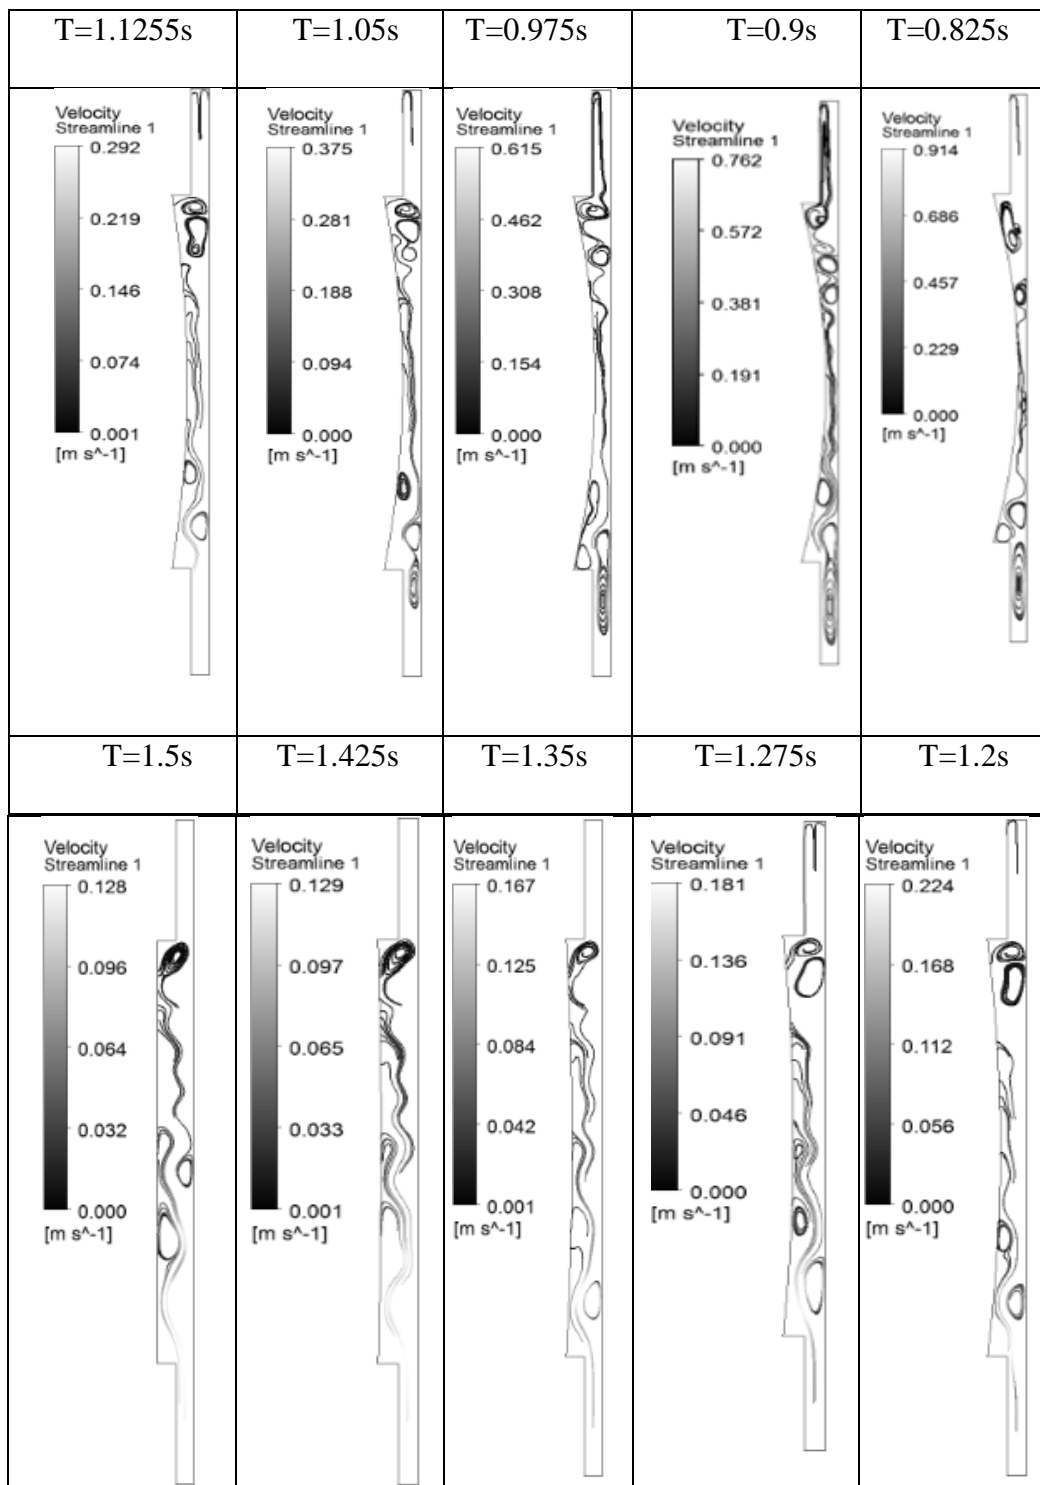 T=1.1255s
T=1.05s
T=0.975s
T=0.9s
T=0.825s
Velocity
Streamline 1
0.292
0.219
0.146
0.074
0.001
[m s^-1]
Velocity
Streamline 1
0.375
0.281
0.188
0.094
0.000
[m s^-1]
Velocity
Streamline 1
0.615
0.462
0.308
0.154
0.000
[m s^-1]
Velocity
Streamline 1
0.762
0.572
0.381
0.191
0.000
[m s^-1]
Velocity
Streamline 1
0.914
0.686
0.457
0.229
0.000
[m s^-1]
T=1.5s
T=1.425s
T=1.35s
T=1.275s
T=1.2s
Velocity
Streamline 1
0.128
0.096
0.064
0.032
0.000
[m s^-1]
Velocity
Streamline 1
0.129
0.097
0.065
0.033
0.001
[m s^-1]
Velocity
Streamline 1
0.167
0.125
0.084
0.042
0.001
[m s^-1]
Velocity
Streamline 1
0.181
0.136
0.091
0.046
0.000
[m s^-1]
Velocity
Streamline 1
0.224
0.168
0.112
0.056
0.000
[m s^-1]